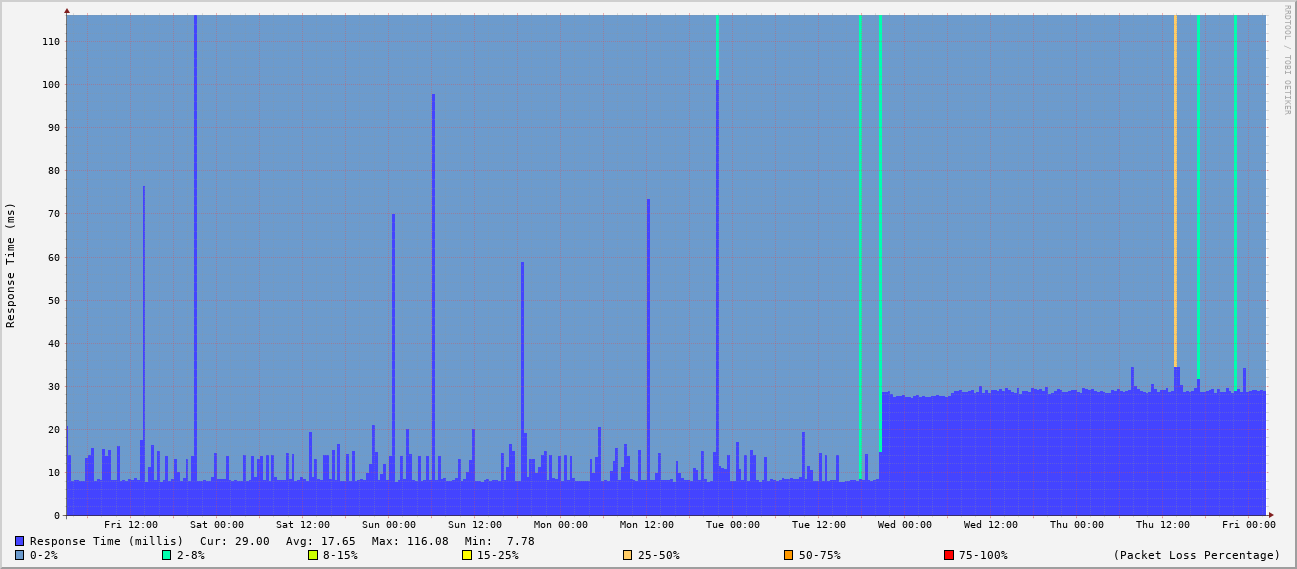 RRDTOOL / TOBI OETIKER
Response Time (ms)
110
100
90
80
70
60
50
40
30
20
10
0
Fri 12:00 Sat 00:00 Sat 12:00 Sun 00:00 Sun 12:00 Mon 00:00 Mon 12:00 Tue 00:00 Tue 12:00 Wed 00:00 Wed 12:00 Thu 00:00 Thu 12:00 Fri 00:00
Response Time (millis) Cur: 29.00 Avg: 17.65 Max: 116.08 Min: 7.78
0-2% 2-8% 8-15% 15-25% 25-50% 50-75% 75-100% (Packet Loss Percentage)